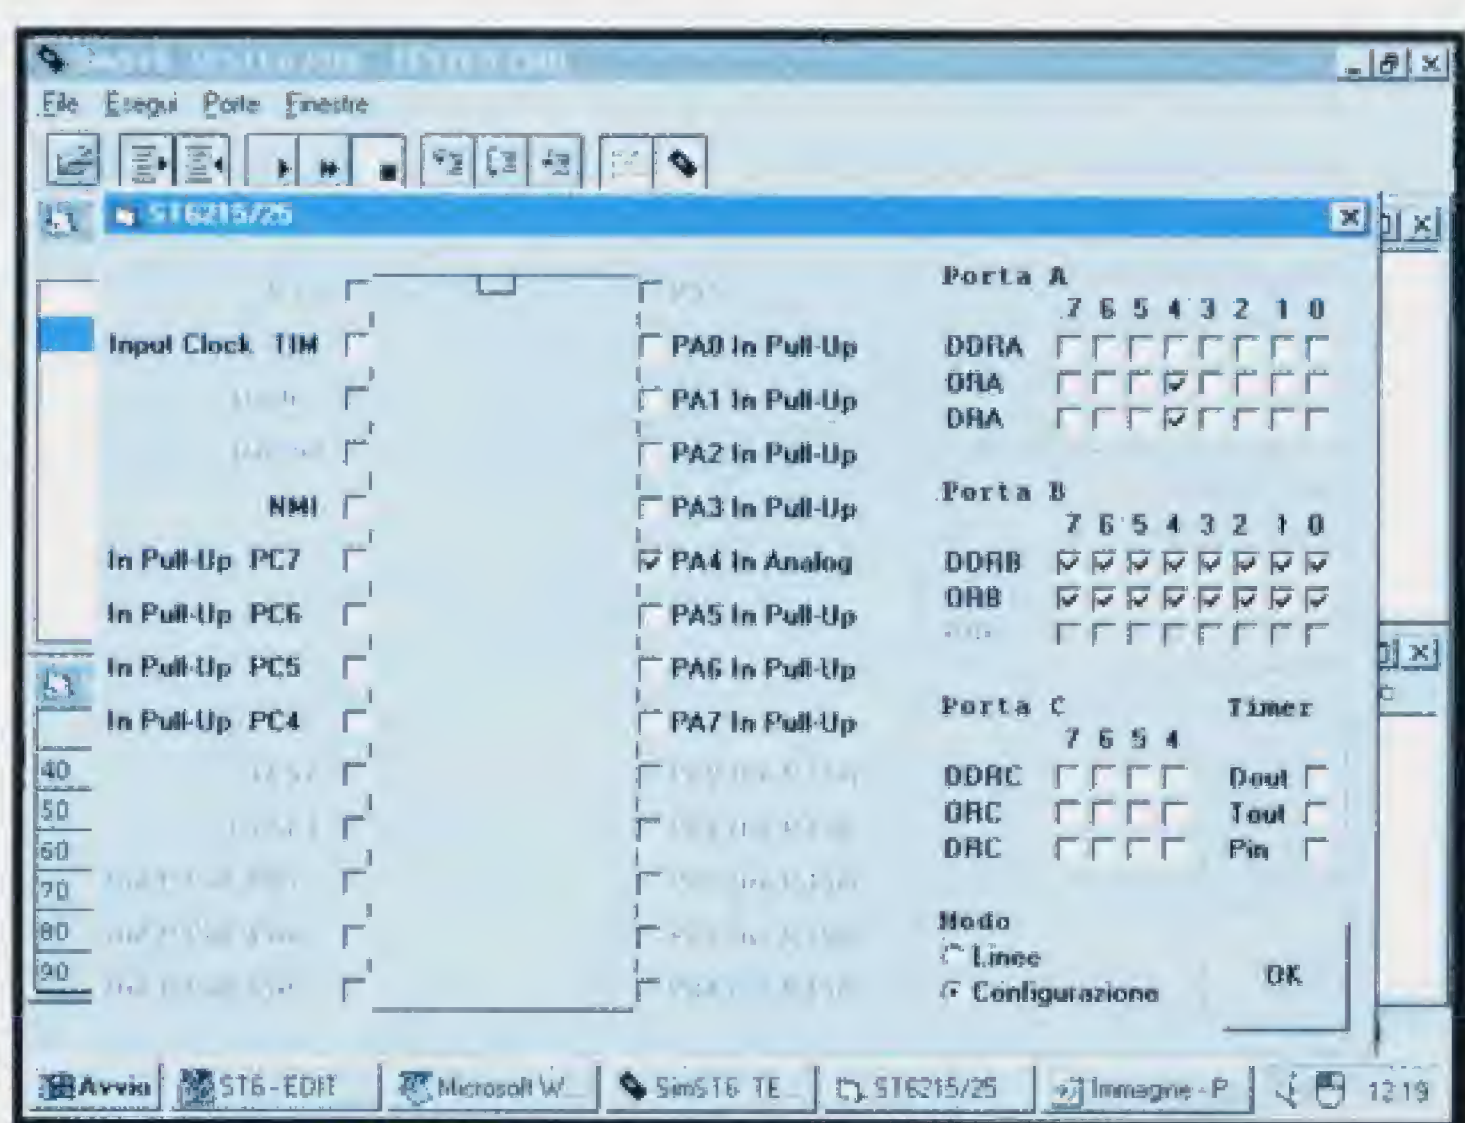 File Esegui Porte Finestre
ST6215/25
Input Clock TIM
NMI
In Pull-Up PC7
In Pull-Up PC6
In Pull-Up PC5
In Pull-Up PC4
PA0 In Pull-Up
PA1 In Pull-Up
PA2 In Pull-Up
PA3 In Pull-Up
PA4 In Analog
PA5 In Pull-Up
PA6 In Pull-Up
PA7 In Pull-Up
Porta A
7 6 5 4 3 2 1 0
DDRA
ORA
DRA
Porta B
7 6 5 4 3 2 1 0
DDRB
ORB
Porta C
7 6 5 4
DDRC
ORC
DRC
Timer
Dout
Tout
Pin
Modo
Linee
Configurazione
OK
40
50
60
70
80
90
C
Avvio
ST6-EDIT
Microsoft W...
SimST6 TE...
ST6215/25
Immagine - P
12.19